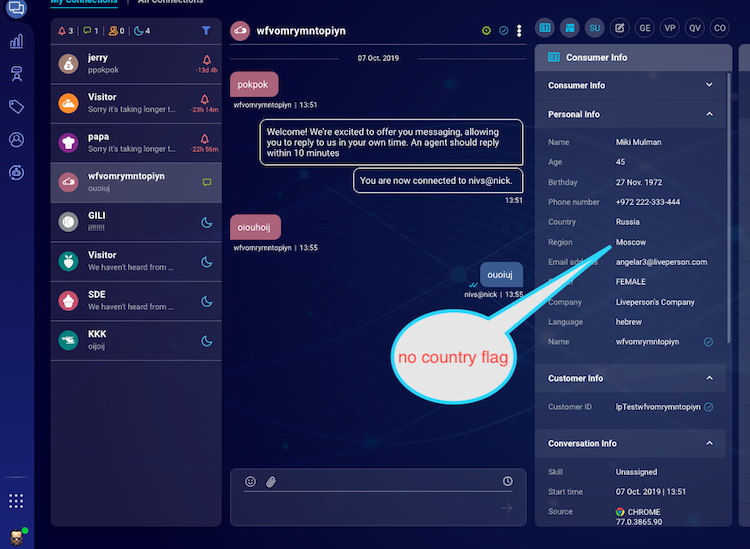 My Connections | All Connections
3 | 1 | 0 | 4
jerry
ppokpok
-13d 4h
Visitor
Sorry it's taking longer t...
-23h 14m
papa
Sorry it's taking longer t...
-22h 56m
wfvomrymntopiyn
ouoiuj
GILI
Visitor
We haven't heard from ...
SDE
We haven't heard from ...
KKK
oijoij
wfvomrymntopiyn
07 Oct. 2019
pokpok
wfvomrymntopiyn | 13:51
Welcome! We're excited to offer you messaging, allowing
you to reply to us in your own time. An agent should reply
within 10 minutes
You are now connected to nivs@nick.
13:51
oiouhoij
wfvomrymntopiyn | 13:55
ouoiuj
nivs@nick | 13:55
no country flag
SU
GE
VP
QV
CO
Consumer Info
Consumer Info
Personal Info
Name Miki Mulman
Age 45
Birthday 27 Nov. 1972
Phone number +972 222-333-444
Country Russia
Region Moscow
Email addr angelar3@liveperson.com
FEMALE
Company Liveperson's Company
Language hebrew
Name wfvomrymntopiyn
Customer Info
Customer ID lpTestwfvomrymntopiyn
Conversation Info
Skill Unassigned
Start time 07 Oct. 2019 | 13:51
Source CHROME
77.0.3865.90